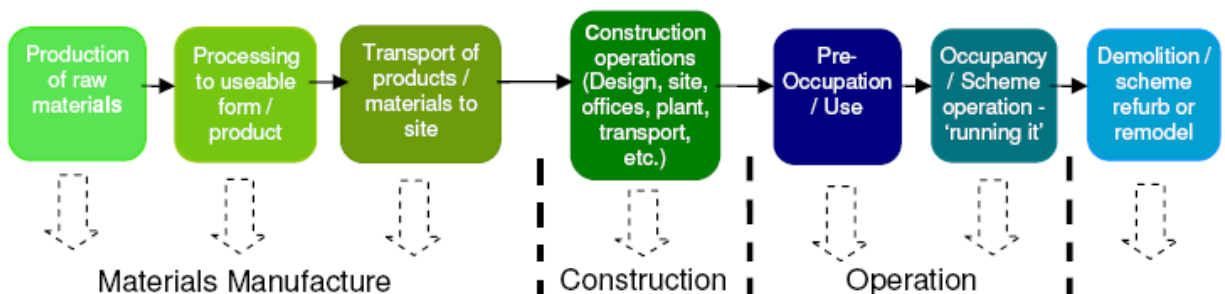 Production
of raw
materials
Processing
to useable
form /
product
Transport of
products /
materials to
site
Construction
operations
(Design, site,
offices, plant,
transport,
etc.)
Pre-
Occupation
/ Use
Occupancy
/ Scheme
operation -
‘running it’
Demolition /
scheme
refurb or
remodel
Materials Manufacture
Construction
Operation